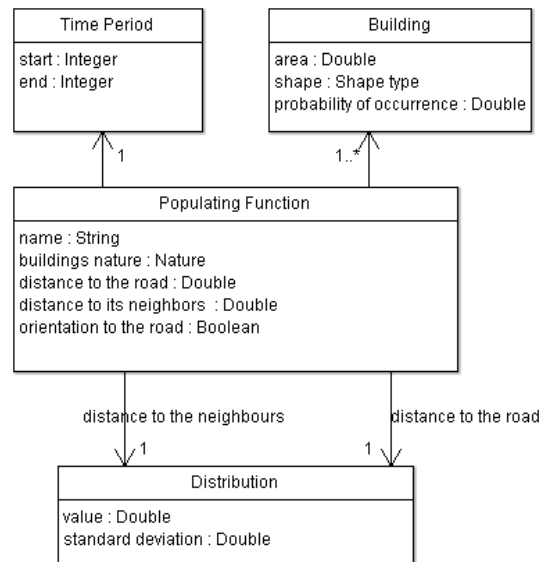 Time Period
start : Integer
end : Integer
Building
area : Double
shape : Shape type
probability of occurrence : Double
1
1..*
Populating Function
name : String
buildings nature : Nature
distance to the road : Double
distance to its neighbors : Double
orientation to the road : Boolean
distance to the neighbours
distance to the road
1
1
Distribution
value : Double
standard deviation : Double